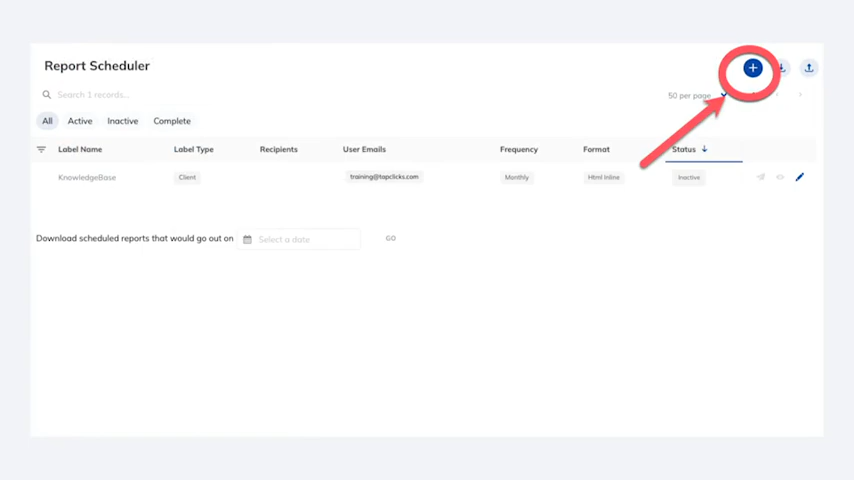 Report Scheduler
Search 1 records...
50 per page
All Active Inactive Complete
Label Name Label Type Recipients User Emails Frequency Format Status
KnowledgeBase Client training@tapclicks.com Monthly Html Inline Inactive
Download scheduled reports that would go out on Select a date GO